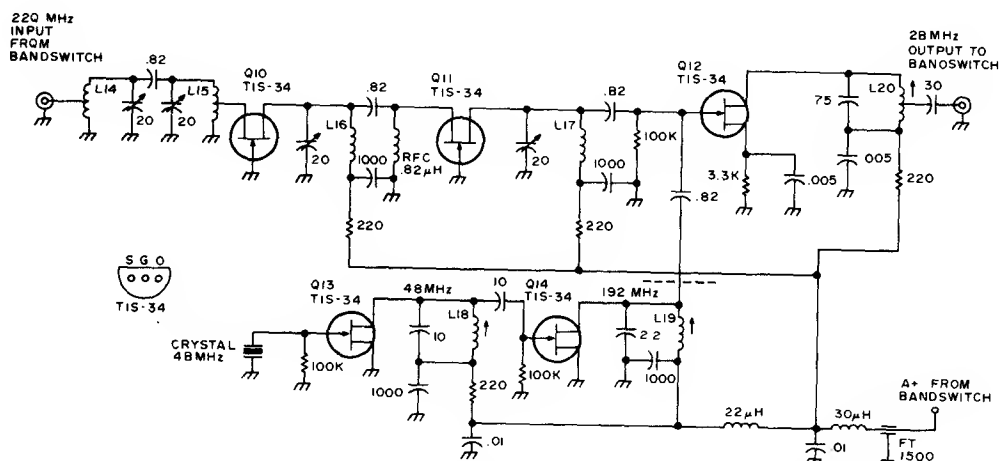 220 MHz
INPUT
FROM
BANDSWITCH
.82
L14
L15
20
20
Q10
TIS-34
.82
L16
20
1000
RFC
.82µH
220
Q11
TIS-34
.82
L17
20
1000
100K
220
Q12
TIS-34
.82
3.3K
.005
75
L20
30
.005
220
28MHz
OUTPUT TO
BANDSWITCH
S G D
TIS-34
CRYSTAL
48MHz
Q13
TIS-34
100K
48MHz
L18
10
1000
220
.01
10
Q14
TIS-34
100K
192 MHz
L19
2.2
1000
22µH
30µH
.01
A+ FROM
BANDSWITCH
FT
1500